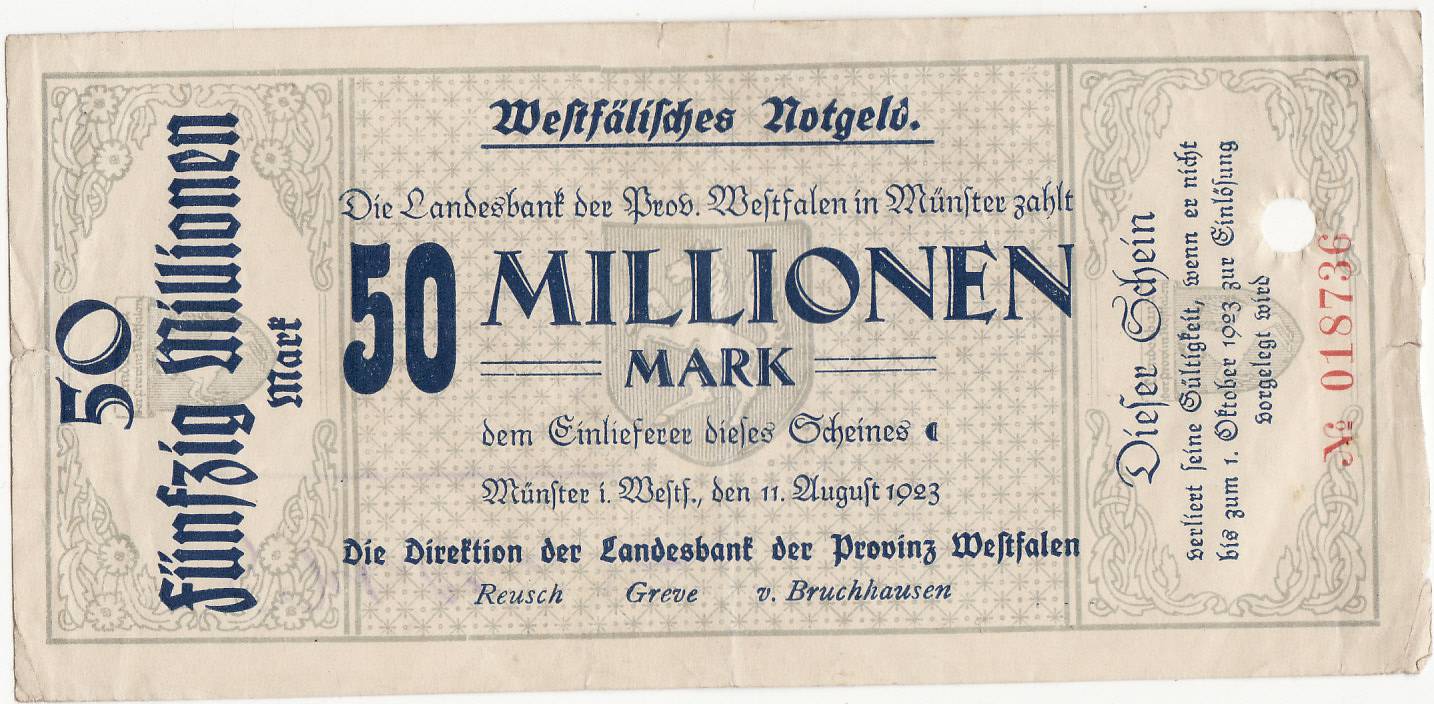 50
Fünfzig Millionen
Mark
Westfälisches Notgeld.
Die Landesbank der Prov. Westfalen in Münster zahlt
50 MILLIONEN
MARK
dem Einlieferer dieses Scheines
Münster i. Westf., den 11. August 1923
Die Direktion der Landesbank der Provinz Westfalen
Reusch Greve v. Bruchhausen
Dieser Schein
verliert seine Gültigkeit, wenn er nicht
bis zum 1. Oktober 1923 zur Einlösung
vorgelegt wird
№ 018736